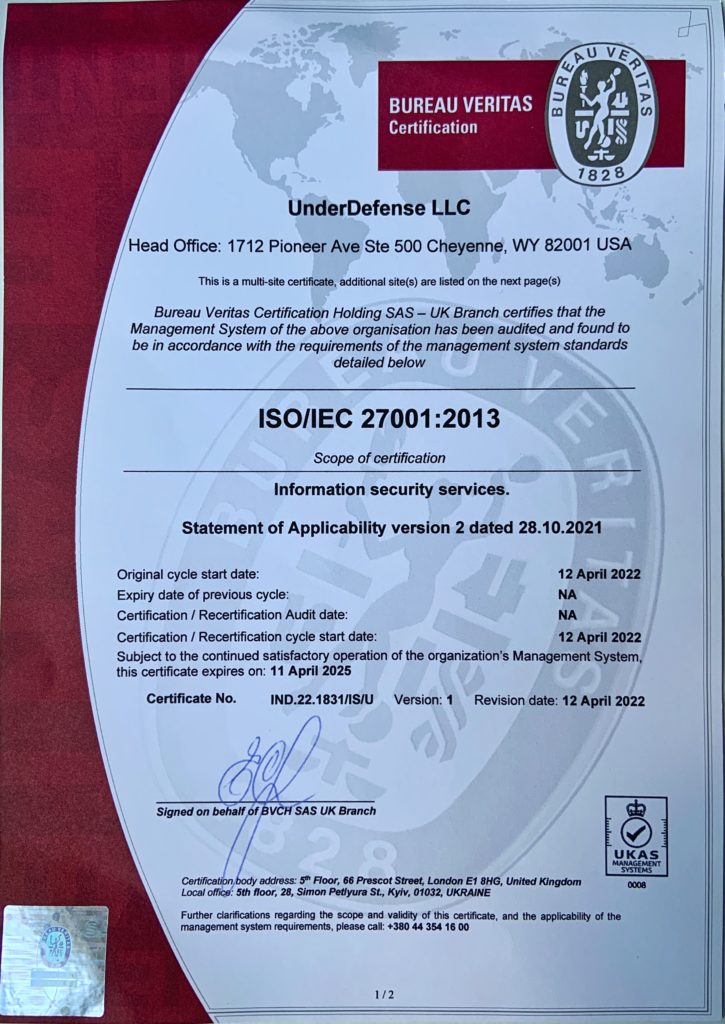 BUREAU VERITAS
Certification
BUREAU VERITAS
1828
UnderDefense LLC
Head Office: 1712 Pioneer Ave Ste 500 Cheyenne, WY 82001 USA
This is a multi-site certificate, additional site(s) are listed on the next page(s)
Bureau Veritas Certification Holding SAS – UK Branch certifies that the
Management System of the above organisation has been audited and found to
be in accordance with the requirements of the management system standards
detailed below
ISO/IEC 27001:2013
Scope of certification
Information security services.
Statement of Applicability version 2 dated 28.10.2021
Original cycle start date: 12 April 2022
Expiry date of previous cycle: NA
Certification / Recertification Audit date: NA
Certification / Recertification cycle start date: 12 April 2022
Subject to the continued satisfactory operation of the organization's Management System,
this certificate expires on: 11 April 2025
Certificate No. IND.22.1831/IS/U Version: 1 Revision date: 12 April 2022
Signed on behalf of BVCH SAS UK Branch
UKAS
MANAGEMENT
SYSTEMS
0008
Certification body address: 5th Floor, 66 Prescot Street, London E1 8HG, United Kingdom
Local office: 5th floor, 28, Simon Petlyura St., Kyiv, 01032, UKRAINE
Further clarifications regarding the scope and validity of this certificate, and the applicability of the
management system requirements, please call: +380 44 354 16 00
1 / 2